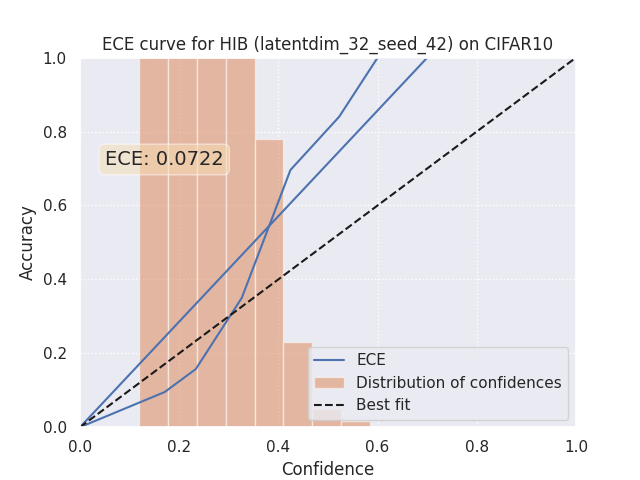 ECE curve for HIB (latentdim_32_seed_42) on CIFAR10
1.0
0.8
0.6
0.4
0.2
0.0
Accuracy
ECE: 0.0722
ECE
Distribution of confidences
Best fit
0.0 0.2 0.4 0.6 0.8 1.0
Confidence